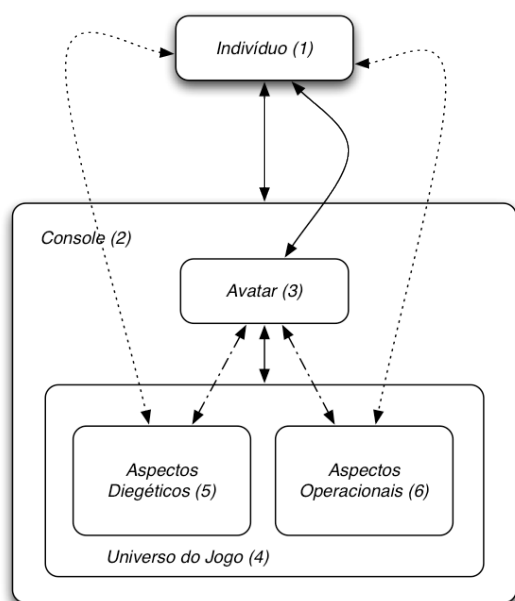 Indivíduo (1)
Console (2)
Avatar (3)
Aspectos
Diegéticos (5)
Aspectos
Operacionais (6)
Universo do Jogo (4)